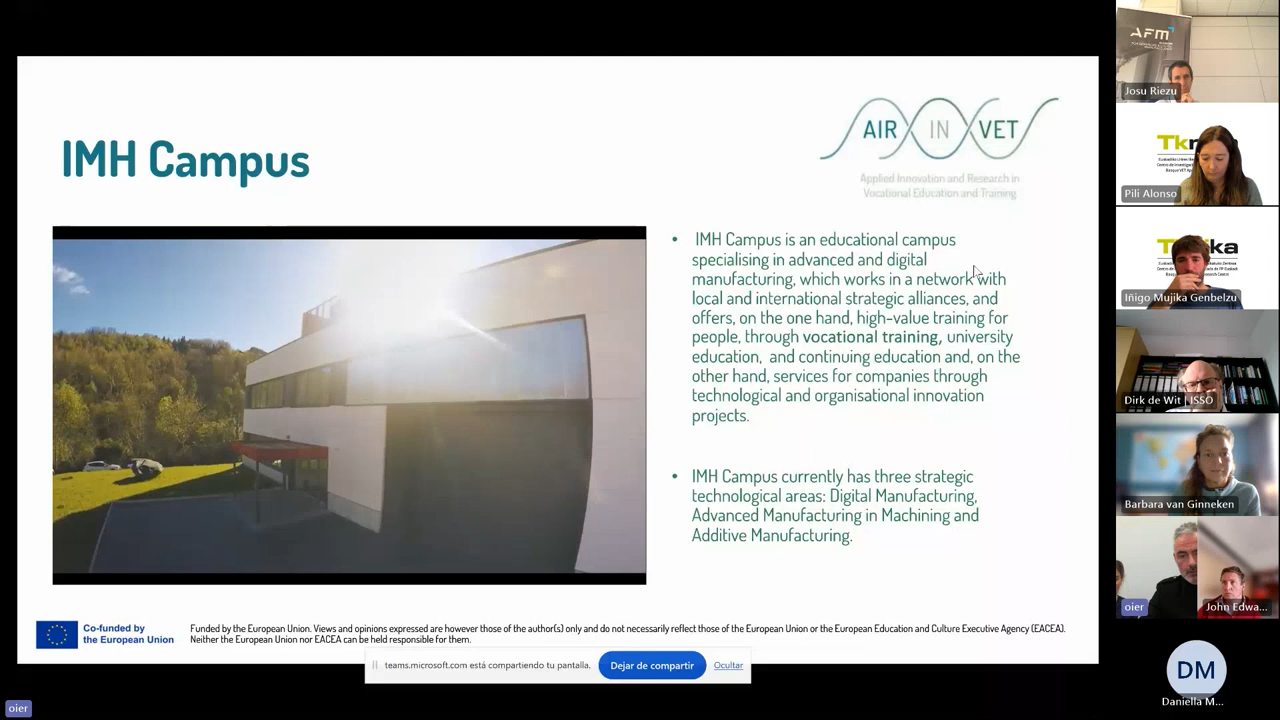 IMH Campus
AIR IN VET
Applied Innovation and Research in
Vocational Education and Training
• IMH Campus is an educational campus
specialising in advanced and digital
manufacturing, which works in a network with
local and international strategic alliances, and
offers, on the one hand, high-value training for
people, through vocational training, university
education, and continuing education and, on the
other hand, services for companies through
technological and organisational innovation
projects.
• IMH Campus currently has three strategic
technological areas: Digital Manufacturing,
Advanced Manufacturing in Machining and
Additive Manufacturing.
Co-funded by
the European Union
Funded by the European Union. Views and opinions expressed are however those of the author(s) only and do not necessarily reflect those of the European Union or the European Education and Culture Executive Agency (EACEA).
Neither the European Union nor EACEA can be held responsible for them.
teams.microsoft.com está compartiendo tu pantalla.
Dejar de compartir
Ocultar
oier
AFM
Josu Riezu
Pili Alonso
Iñigo Mujika Genbelzu
Dirk de Wit | ISSO
Barbara van Ginneken
oier
John Edwa...
DM
Daniella M...